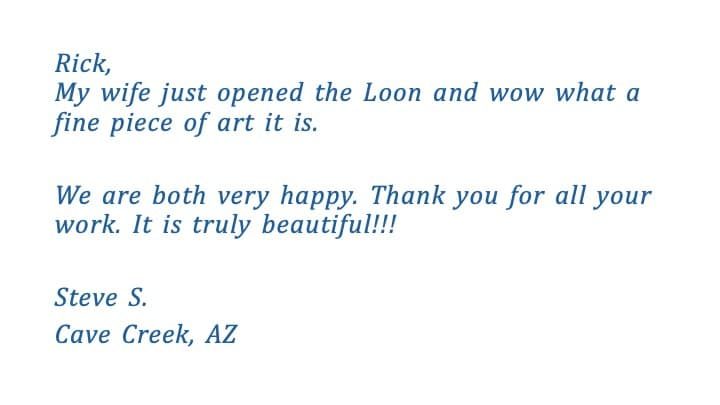 Rick,
My wife just opened the Loon and wow what a
fine piece of art it is.
We are both very happy. Thank you for all your
work. It is truly beautiful!!!
Steve S.
Cave Creek, AZ